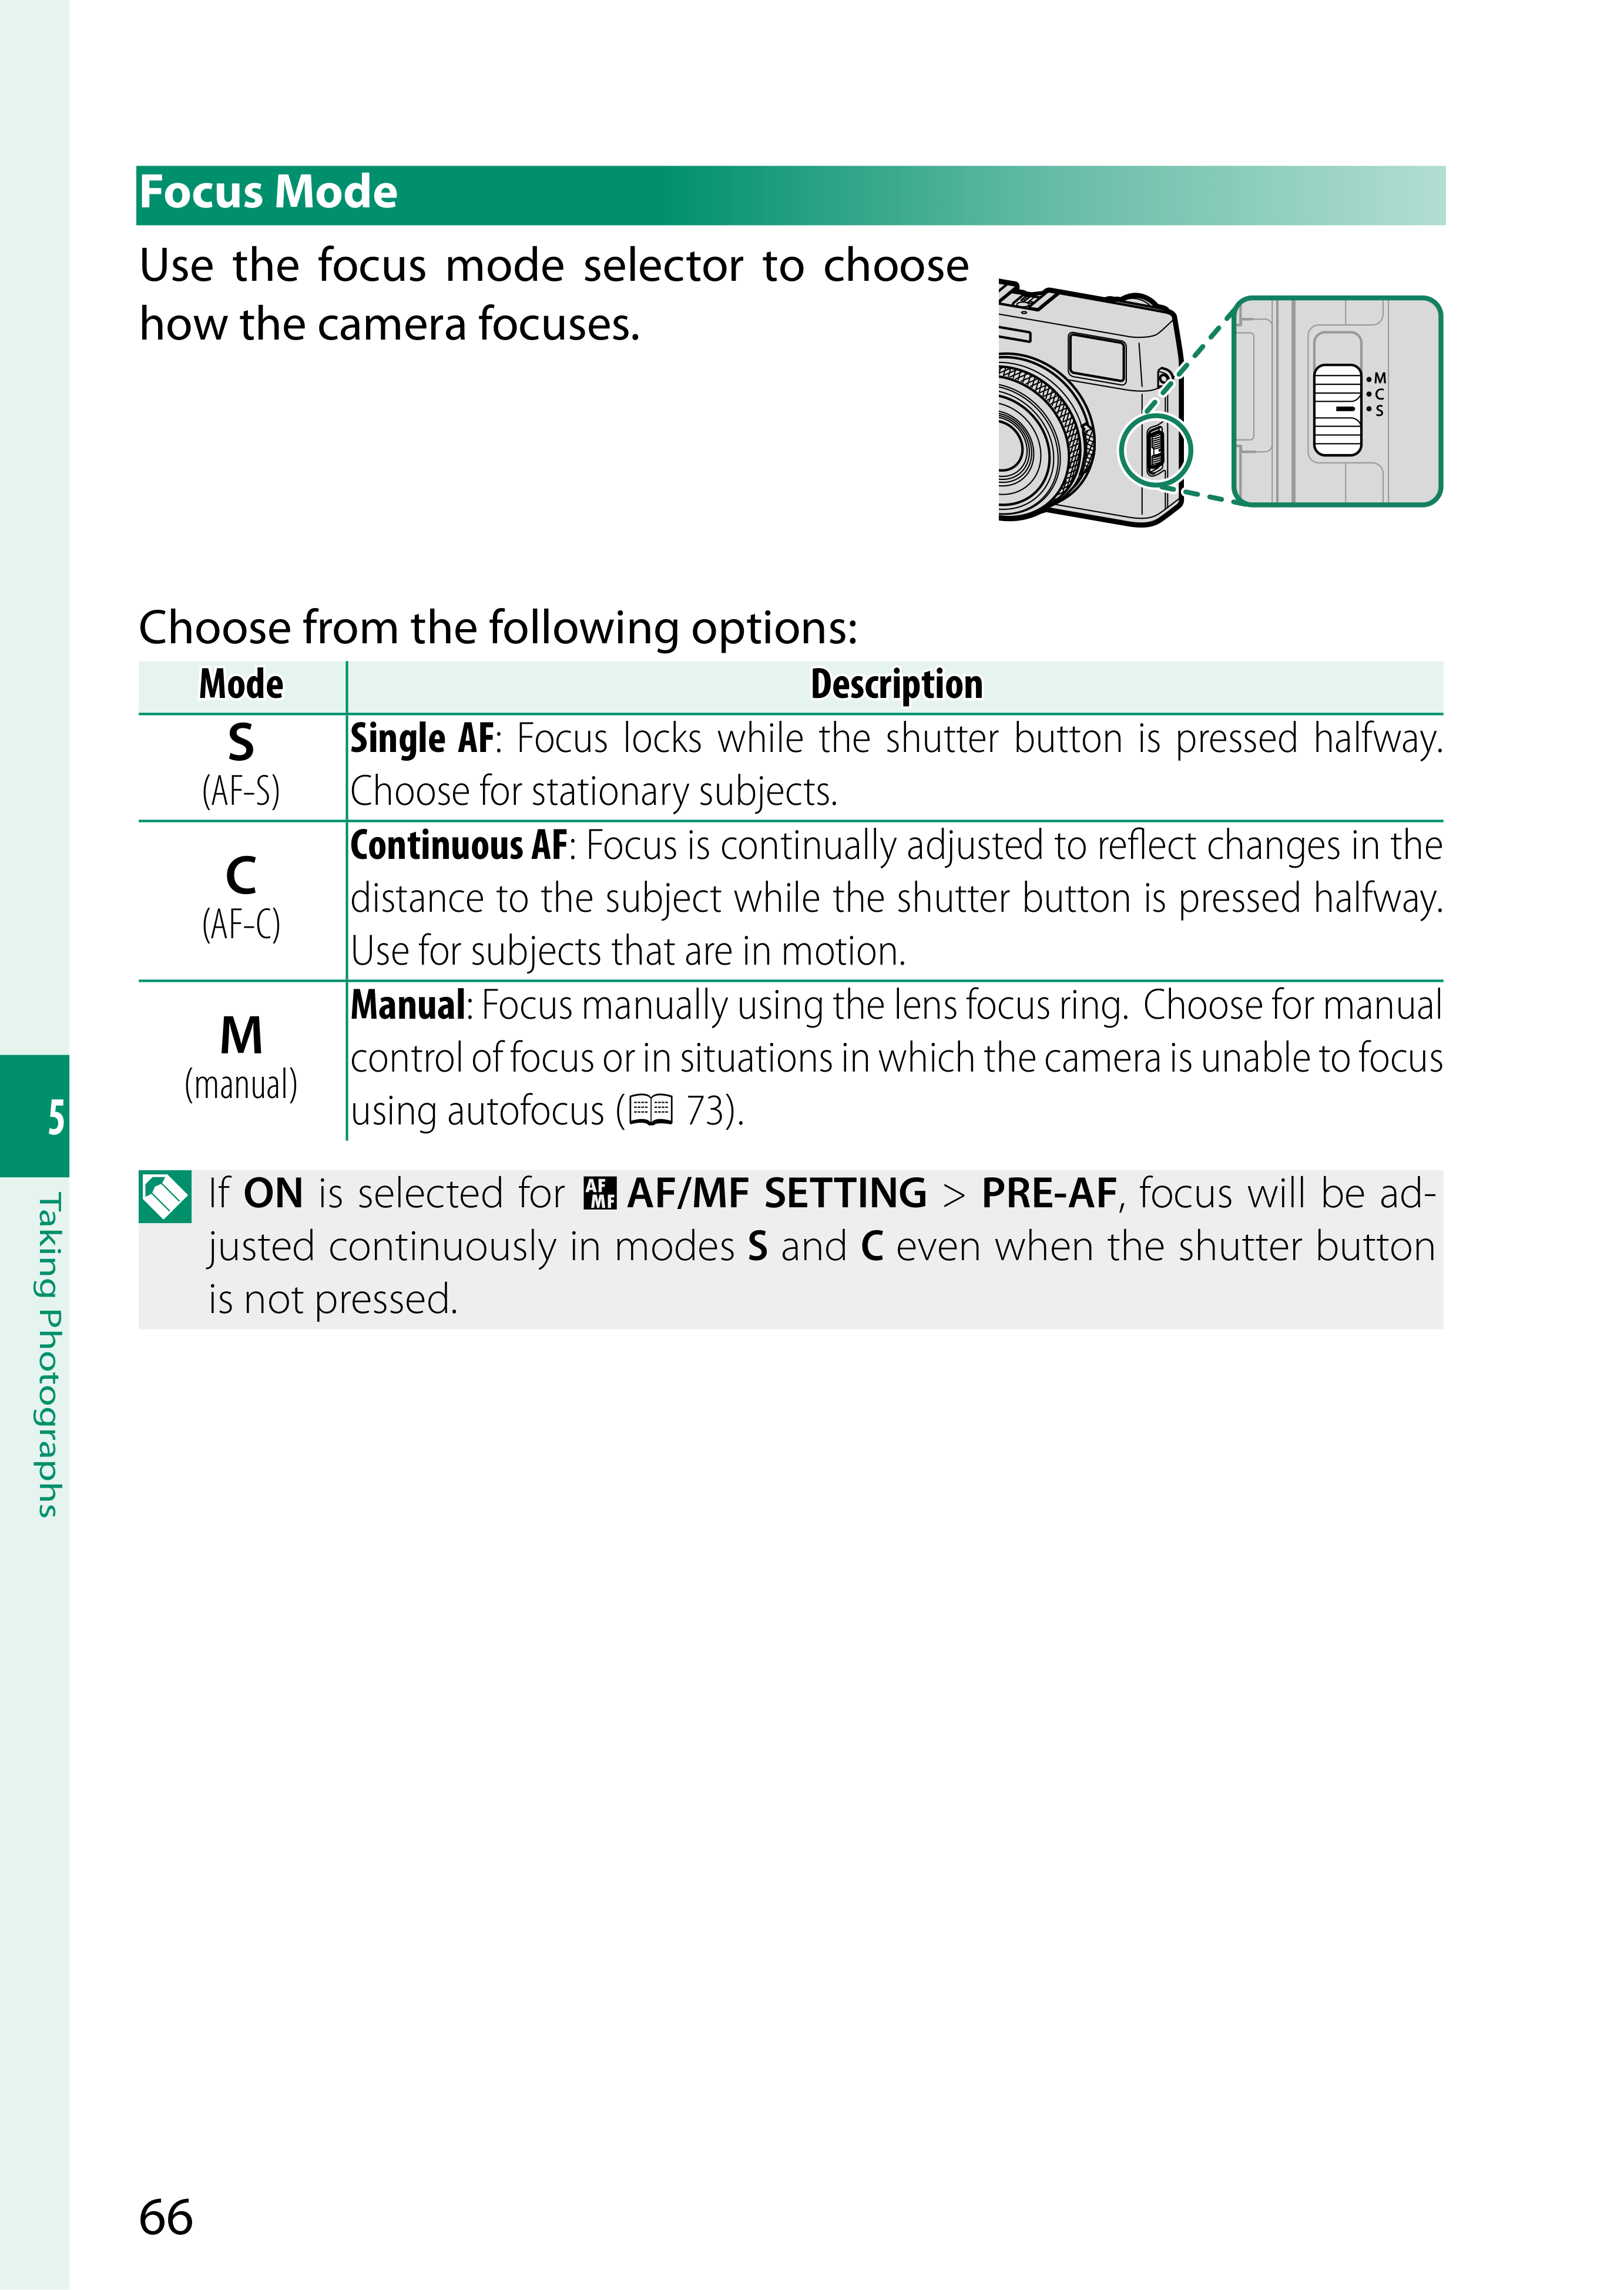 Focus Mode
Use the focus mode selector to choose
how the camera focuses.
M
C
S
Choose from the following options:
Mode Description
S
(AF-S)
Single AF: Focus locks while the shutter button is pressed halfway.
Choose for stationary subjects.
C
(AF-C)
Continuous AF: Focus is continually adjusted to reflect changes in the
distance to the subject while the shutter button is pressed halfway.
Use for subjects that are in motion.
M
(manual)
Manual: Focus manually using the lens focus ring. Choose for manual
control of focus or in situations in which the camera is unable to focus
using autofocus ( 73).
If ON is selected for AF MF AF/MF SETTING > PRE-AF, focus will be ad-
justed continuously in modes S and C even when the shutter button
is not pressed.
5
Taking Photographs
66